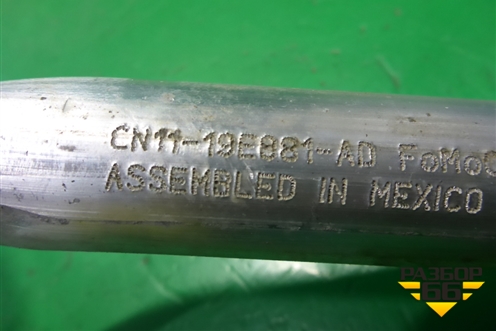 CN11-19E881-AD FoMoC
ASSEMBLED IN MEXICO
РАЗБОР
66